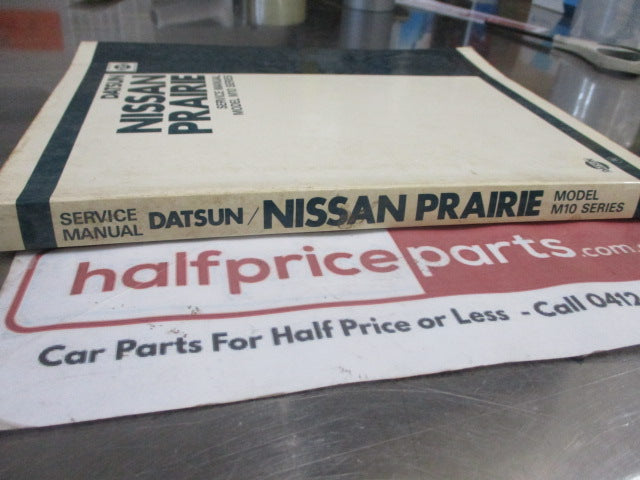 DATSUN
NISSAN
PRAIRIE
SERVICE MANUAL
MODEL M10 SERIES
SERVICE
MANUAL
DATSUN/NISSAN PRAIRIE
MODEL
M10 SERIES
halfpriceparts.com.
Car Parts For Half Price or Less - Call 0412